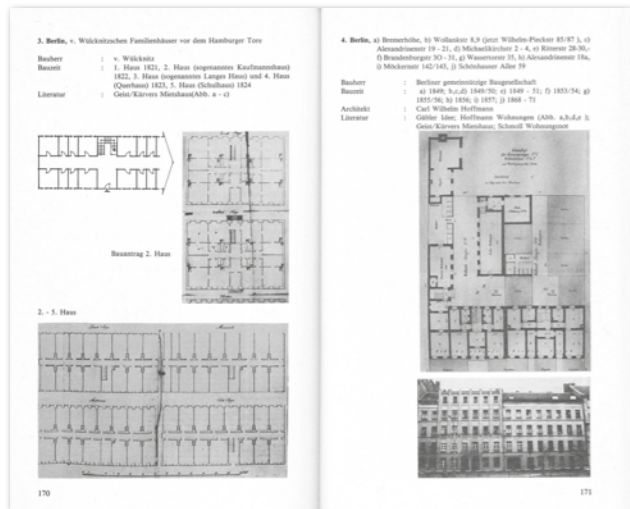 3. Berlin, v. Wülcknitzschen Familienhäuser vor dem Hamburger Tore
Bauherr : v. Wülcknitz
Bauzeit : 1. Haus 1821, 2. Haus (sogenanntes Kaufmannshaus)
1822, 3. Haus (sogenanntes Langes Haus) und 4. Haus
(Querhaus) 1823, 5. Haus (Schulhaus) 1824
Literatur : Geist/Kürvers Mietshaus(Abb. a - c)
Bauantrag 2. Haus
2. - 5. Haus
170
4. Berlin, a) Bremerhöhe, b) Wollankstr 8,9 (jetzt Wilhelm-Pieckstr 85/87 ), c)
Alexandrinenstr 19 - 21, d) Michaelkirchstr 2 - 4, e) Ritterstr 28-30,-
f) Brandenburgstr 3O - 31, g) Wassertorstr 35, h) Alexandrinenstr 18a,
i) Möckernstr 142/143, j) Schönhauser Allee 59
Bauherr : Berliner gemeinnützige Baugesellschaft
Bauzeit : a) 1849; b,c,d) 1849/50; e) 1849 - 51; f) 1853/54; g)
1855/56; h) 1856; i) 1857; j) 1868 - 71
Architekt : Carl Wilhelm Hoffmann
Literatur : Gäbler Idee; Hoffmann Wohnungen (Abb. a,b,d,e );
Geist/Kürvers Mietshaus; Schmoll Wohnungsnot
171